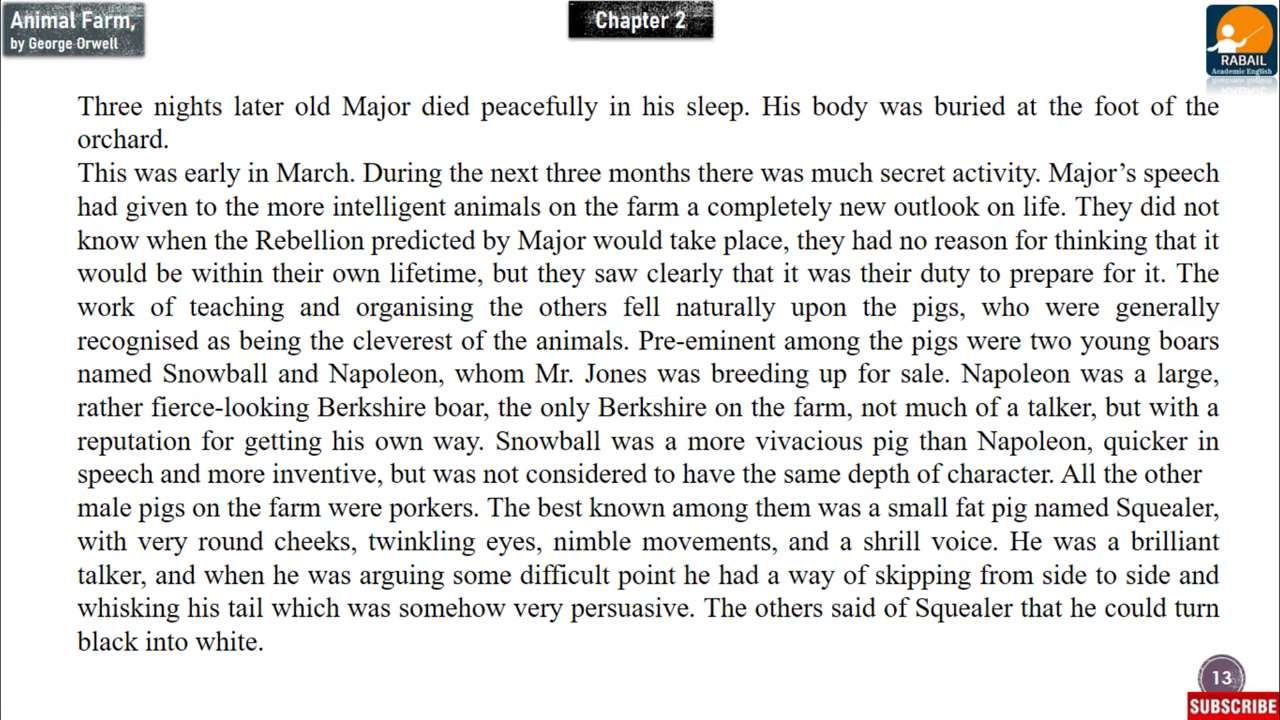 Animal Farm,
by George Orwell
Chapter 2
RABAIL
Academic English
Three nights later old Major died peacefully in his sleep. His body was buried at the foot of the
orchard.
This was early in March. During the next three months there was much secret activity. Major’s speech
had given to the more intelligent animals on the farm a completely new outlook on life. They did not
know when the Rebellion predicted by Major would take place, they had no reason for thinking that it
would be within their own lifetime, but they saw clearly that it was their duty to prepare for it. The
work of teaching and organising the others fell naturally upon the pigs, who were generally
recognised as being the cleverest of the animals. Pre-eminent among the pigs were two young boars
named Snowball and Napoleon, whom Mr. Jones was breeding up for sale. Napoleon was a large,
rather fierce-looking Berkshire boar, the only Berkshire on the farm, not much of a talker, but with a
reputation for getting his own way. Snowball was a more vivacious pig than Napoleon, quicker in
speech and more inventive, but was not considered to have the same depth of character. All the other
male pigs on the farm were porkers. The best known among them was a small fat pig named Squealer,
with very round cheeks, twinkling eyes, nimble movements, and a shrill voice. He was a brilliant
talker, and when he was arguing some difficult point he had a way of skipping from side to side and
whisking his tail which was somehow very persuasive. The others said of Squealer that he could turn
black into white.
13
SUBSCRIBE